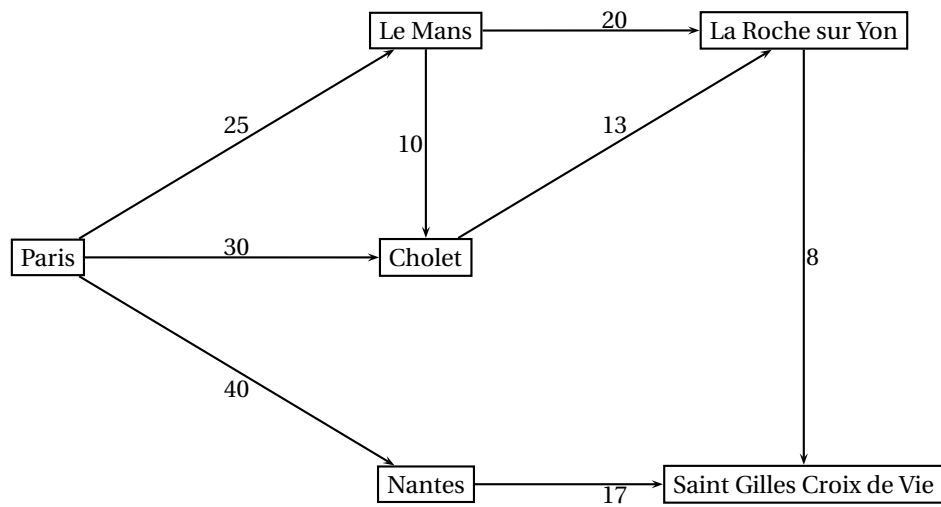 Le Mans
20
La Roche sur Yon
25
10
13
Paris
30
Cholet
8
40
Nantes
17
Saint Gilles Croix de Vie